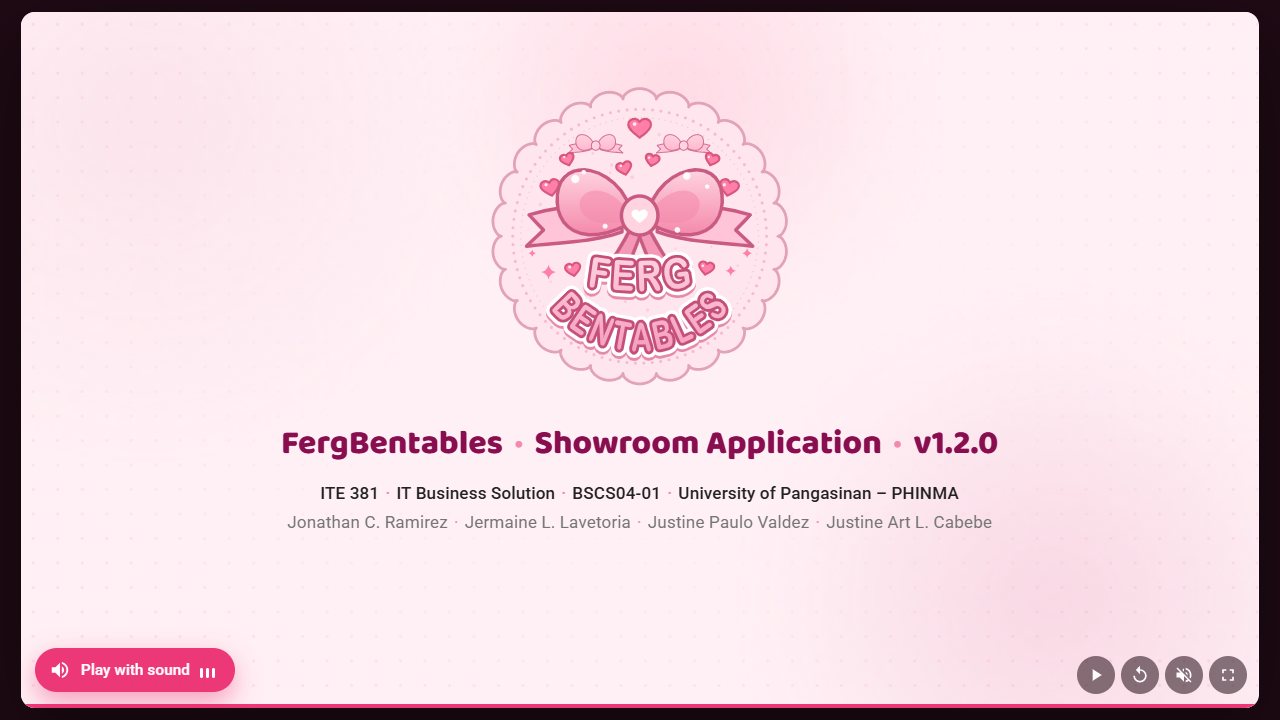 FERG
BENTABLES
FergBentables • Showroom Application • v1.2.0
ITE 381 · IT Business Solution · BSCS04-01 · University of Pangasinan – PHINMA
Jonathan C. Ramirez · Jermaine L. Lavetoria · Justine Paulo Valdez · Justine Art L. Cabebe
Play with sound